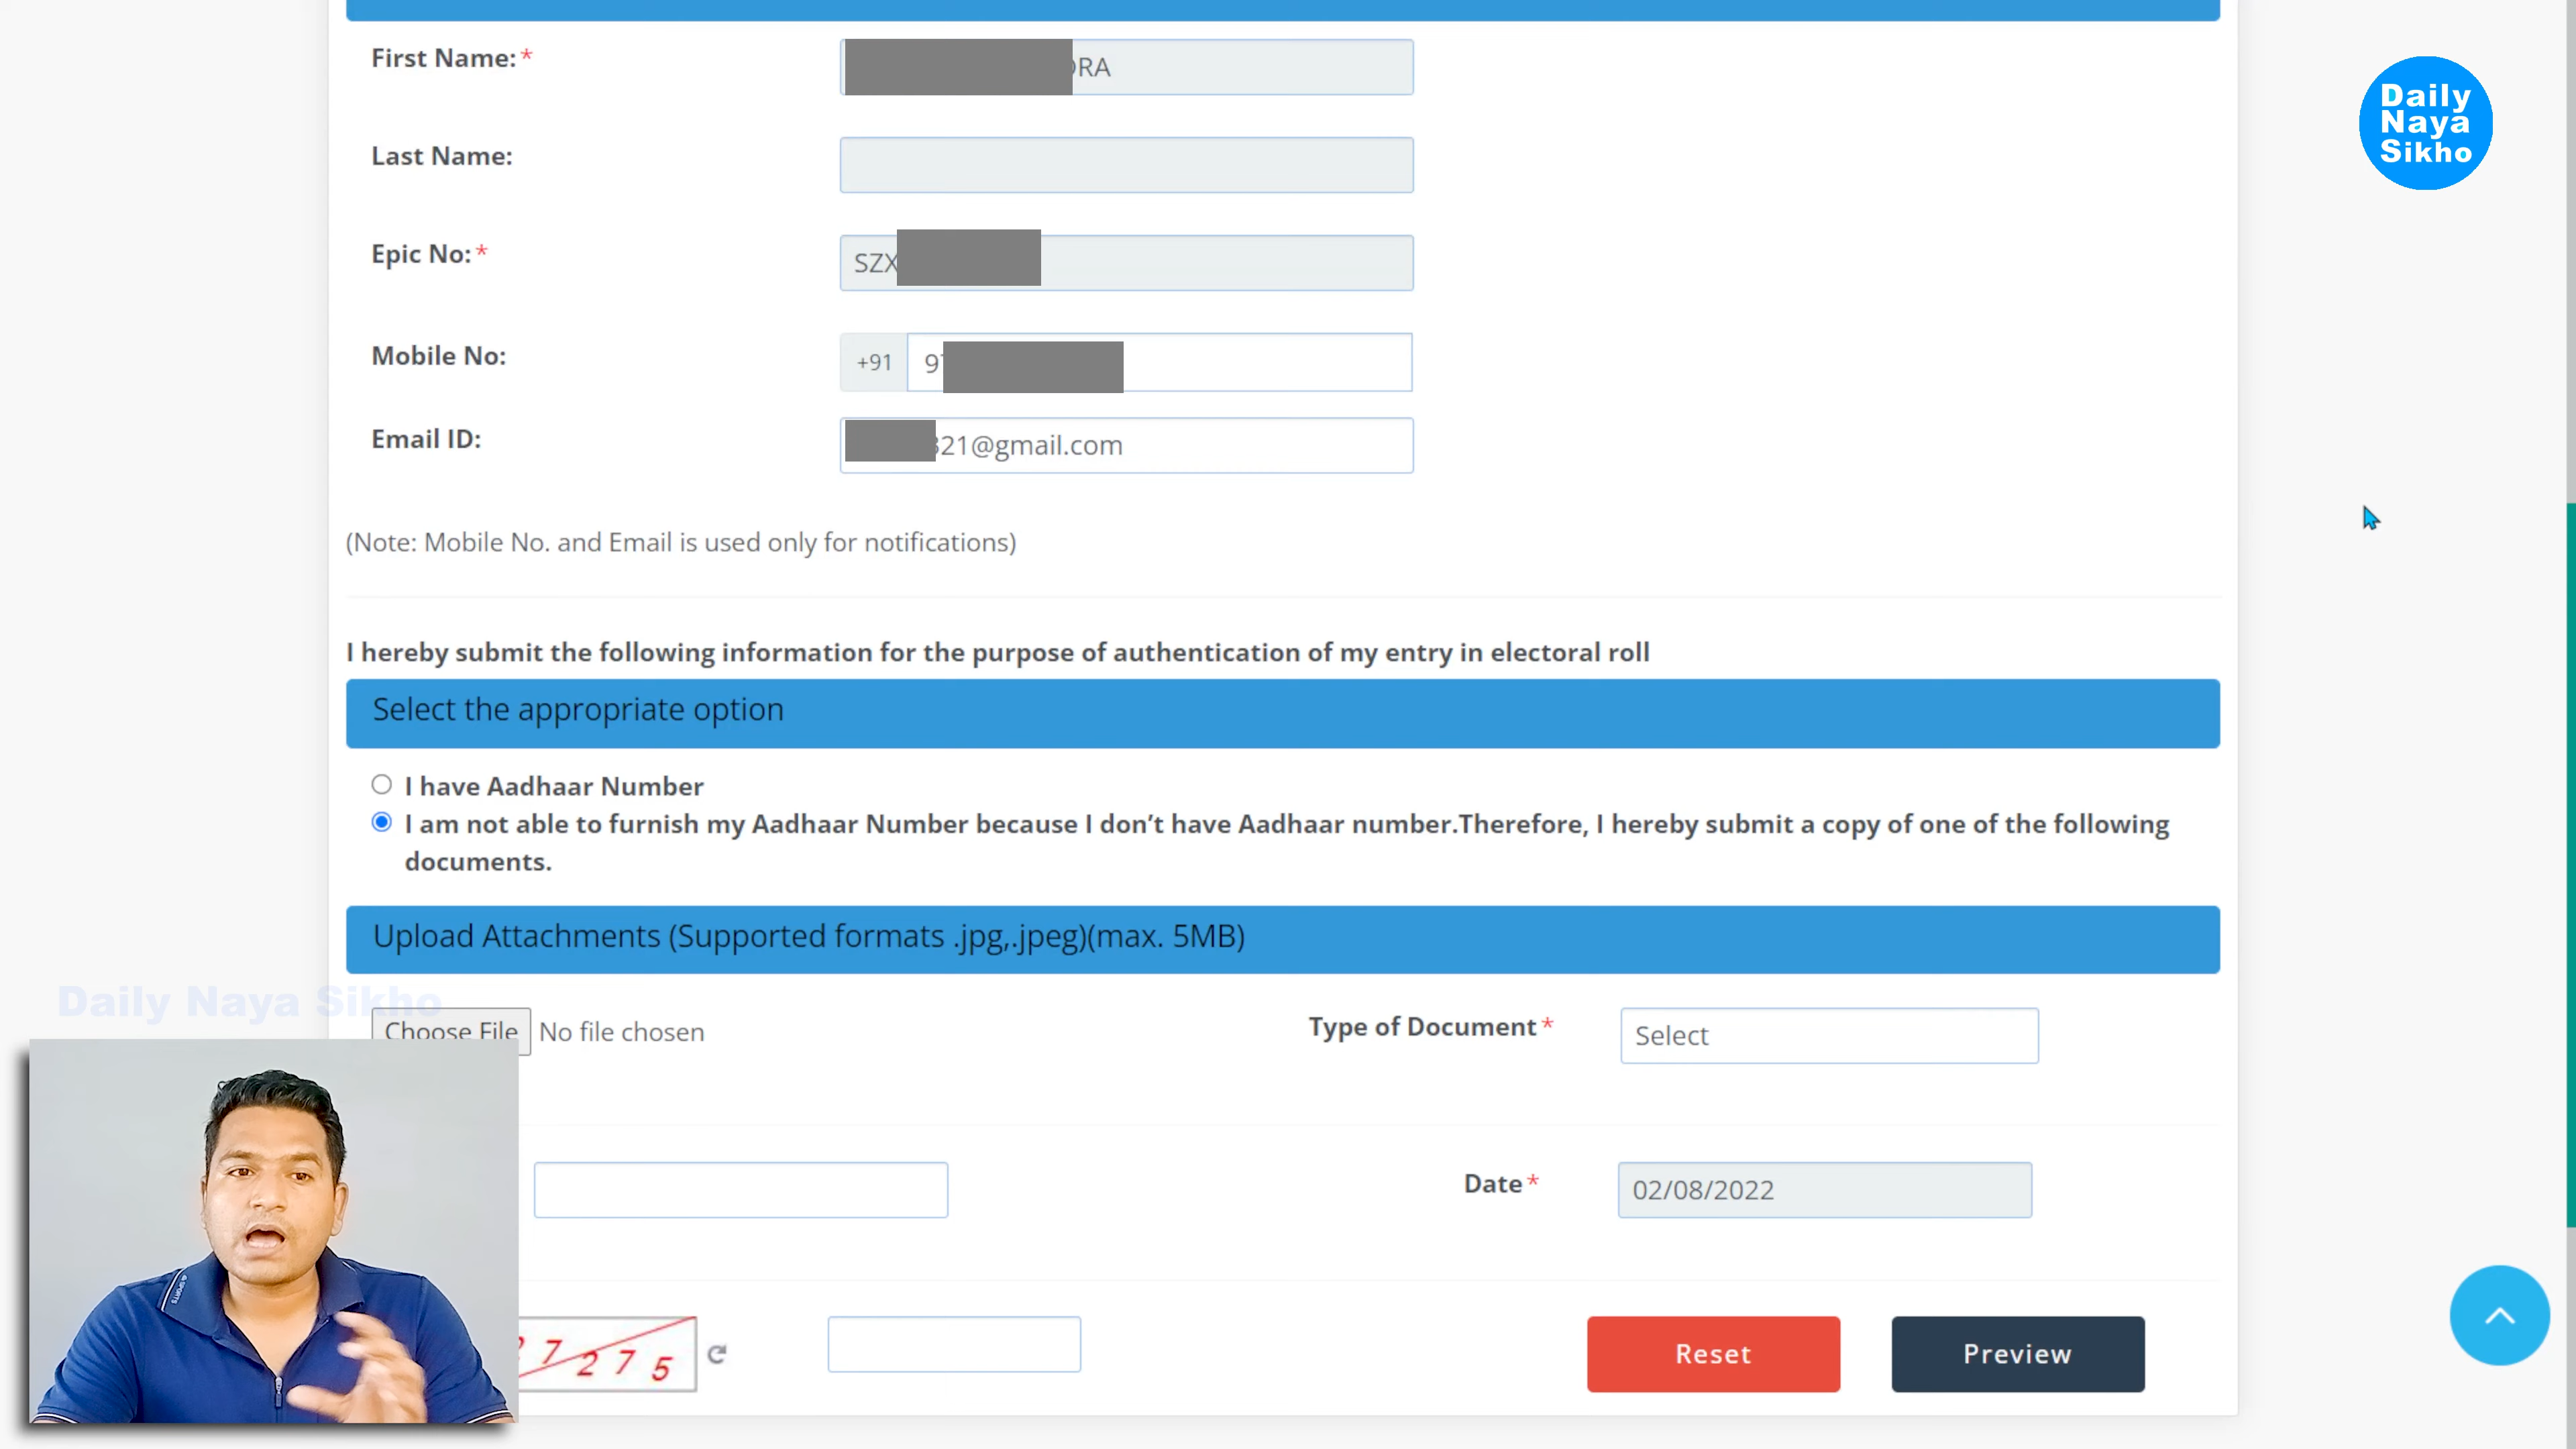 First Name:*
RA
Daily
Naya
Sikho
Last Name:
Epic No:*
SZX
Mobile No:
+91 9
Email ID:
21@gmail.com
(Note: Mobile No. and Email is used only for notifications)
I hereby submit the following information for the purpose of authentication of my entry in electoral roll
Select the appropriate option
I have Aadhaar Number
I am not able to furnish my Aadhaar Number because I don't have Aadhaar number.Therefore, I hereby submit a copy of one of the following
documents.
Upload Attachments (Supported formats .jpg,.jpeg)(max. 5MB)
Daily Naya Sikho
Choose File No file chosen
Type of Document*
Select
Date*
02/08/2022
7 2 7 5
Reset
Preview